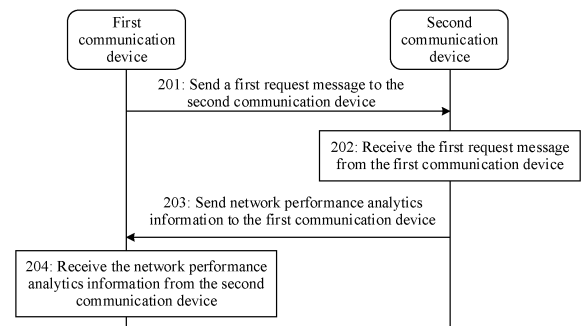 First
communication
device
Second
communication
device
201: Send a first request message to the
second communication device
202: Receive the first request message
from the first communication device
203: Send network performance analytics
information to the first communication device
204: Receive the network performance
analytics information from the second
communication device